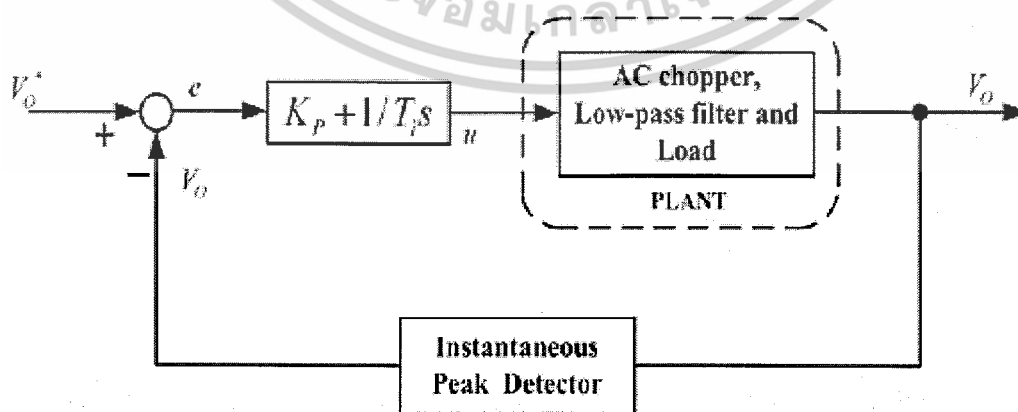 V_O^*
e
K_P + 1/T_i s
u
AC chopper,
Low-pass filter and
Load
PLANT
V_O
+
−
V_O
Instantaneous
Peak Detector